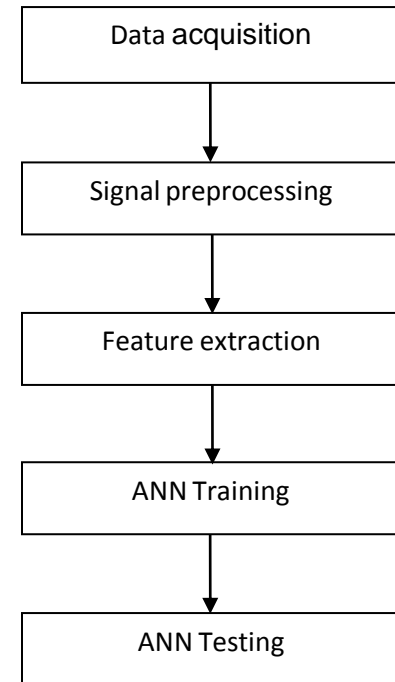 Data acquisition
Signal preprocessing
Feature extraction
ANN Training
ANN Testing